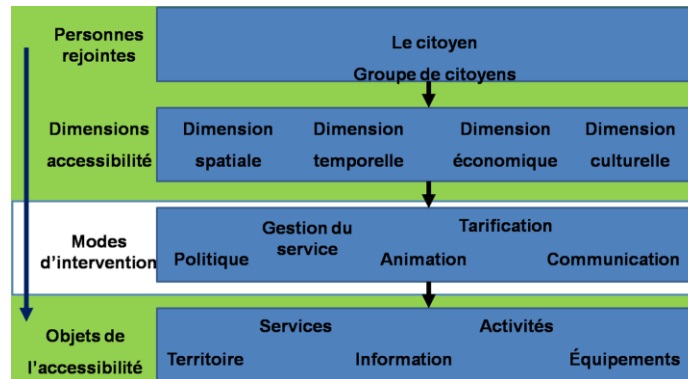 Personnes
rejointes
Le citoyen
Groupe de citoyens
Dimensions
accessibilité
Dimension
spatiale
Dimension
temporelle
Dimension
économique
Dimension
culturelle
Modes
d'intervention
Politique
Gestion du
service
Animation
Tarification
Communication
Objets de
l'accessibilité
Services
Activités
Territoire
Information
Équipements